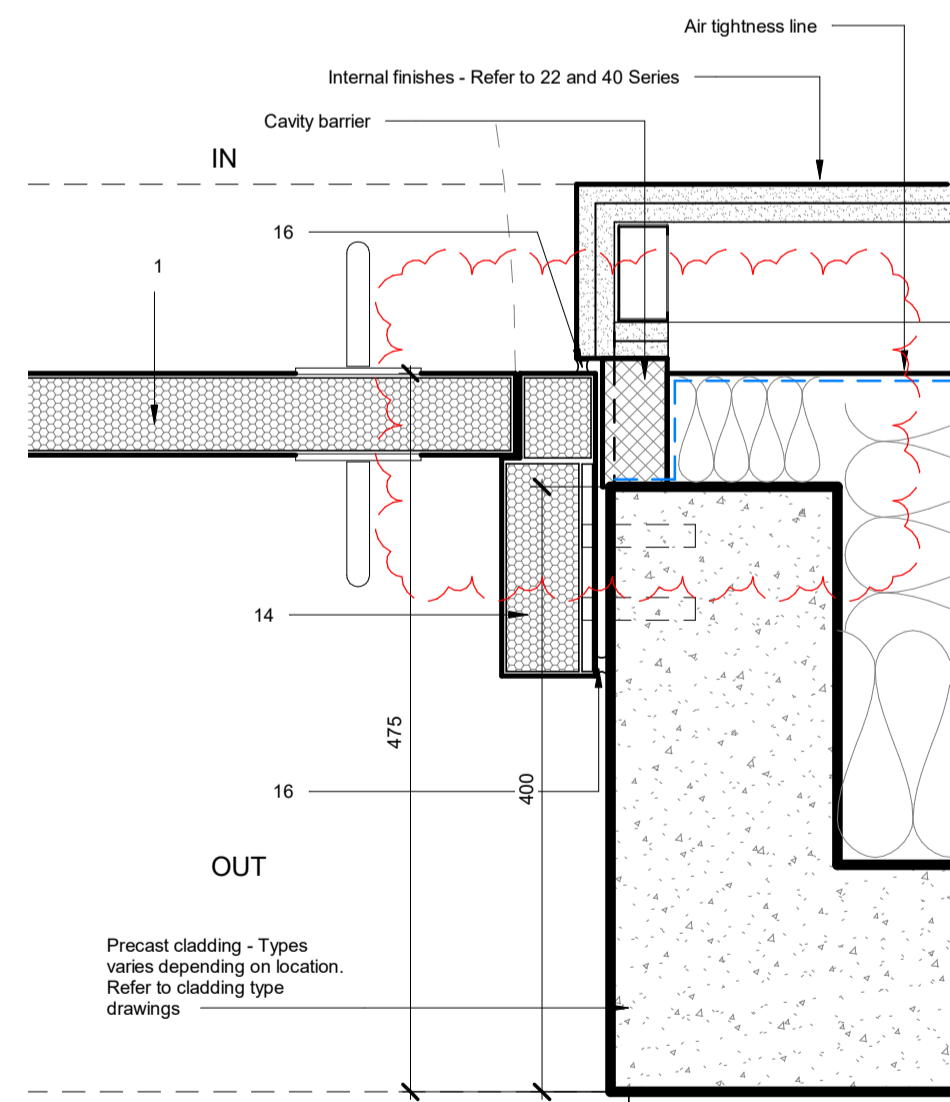 Air tightness line
Internal finishes - Refer to 22 and 40 Series
Cavity barrier
IN
16
1
14
475
400
16
OUT
Precast cladding - Types
varies depending on location.
Refer to cladding type
drawings